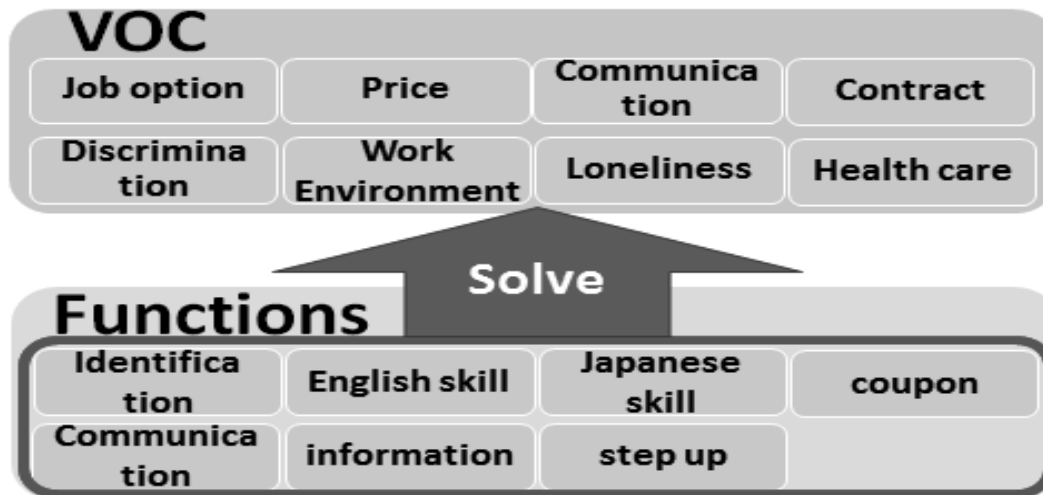 VOC
Job option
Price
Communica
tion
Contract
Discrimina
tion
Work
Environment
Loneliness
Health care
Solve
Functions
Identifica
tion
English skill
Japanese
skill
coupon
Communica
tion
information
step up